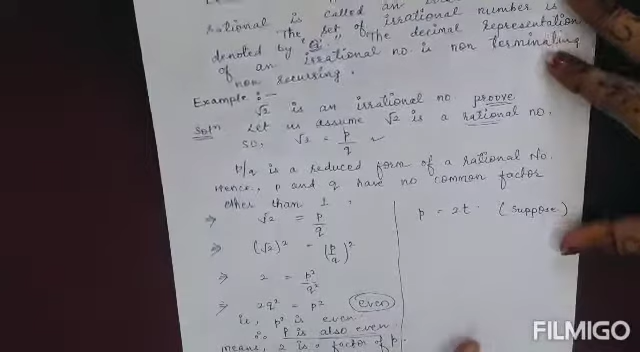 rational is called an
The set of irrational number is
denoted by "Q'." The decimal representation
of an irrational no. is non terminating
non recurring.
Example :-
√2 is an irrational no proove
Solⁿ Let us assume √2 is a rational no.
so, √2 = p/q ✓
p/q is a reduced form of a rational No.
Hence, p and q have no common factor
other than 1.
⇒ √2 = p/q
⇒ (√2)² = (p/q)²
⇒ 2 = p²/q²
⇒ 2q² = p² (even)
ie, p² is even
∴ p is also even
means, 2 is a factor of p.
p = 2t. (suppose)
FILMIGO